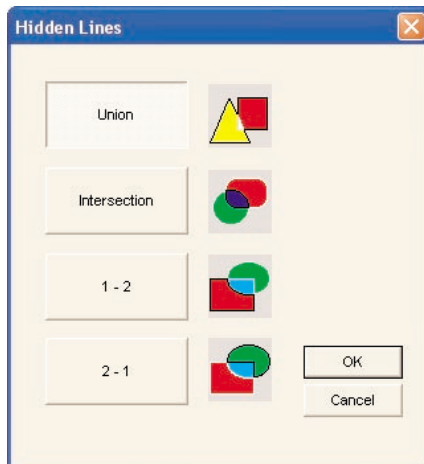 Hidden Lines
Union
Intersection
1 - 2
2 - 1
OK
Cancel